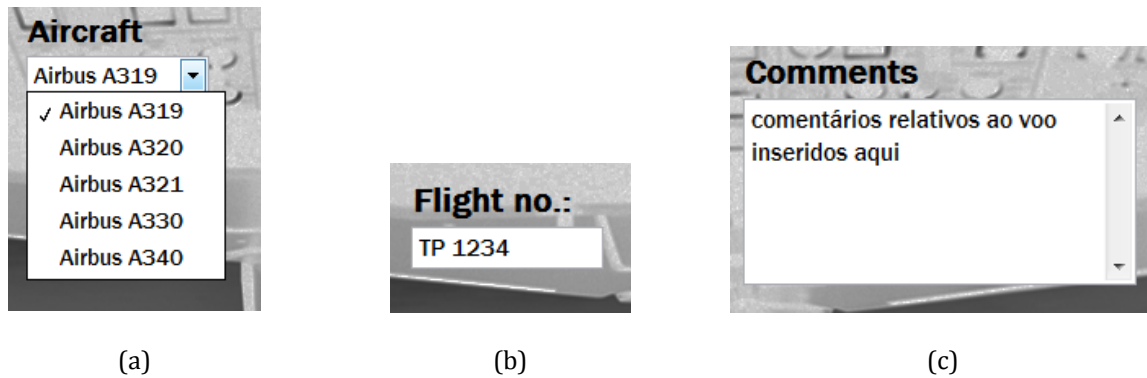 Aircraft
Airbus A319
✓ Airbus A319
Airbus A320
Airbus A321
Airbus A330
Airbus A340
(a)
Flight no.:
TP 1234
(b)
Comments
comentários relativos ao voo
inseridos aqui
(c)